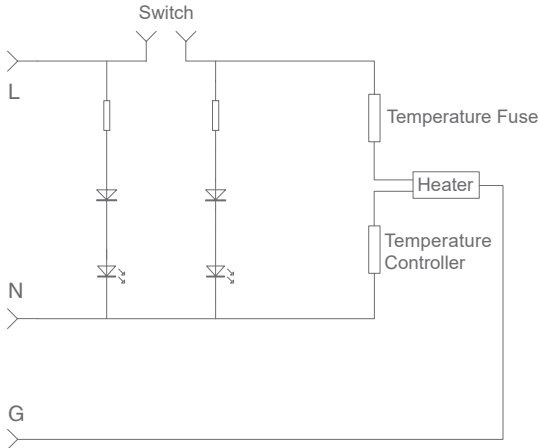 Switch
L
Temperature Fuse
Heater
Temperature
Controller
N
G